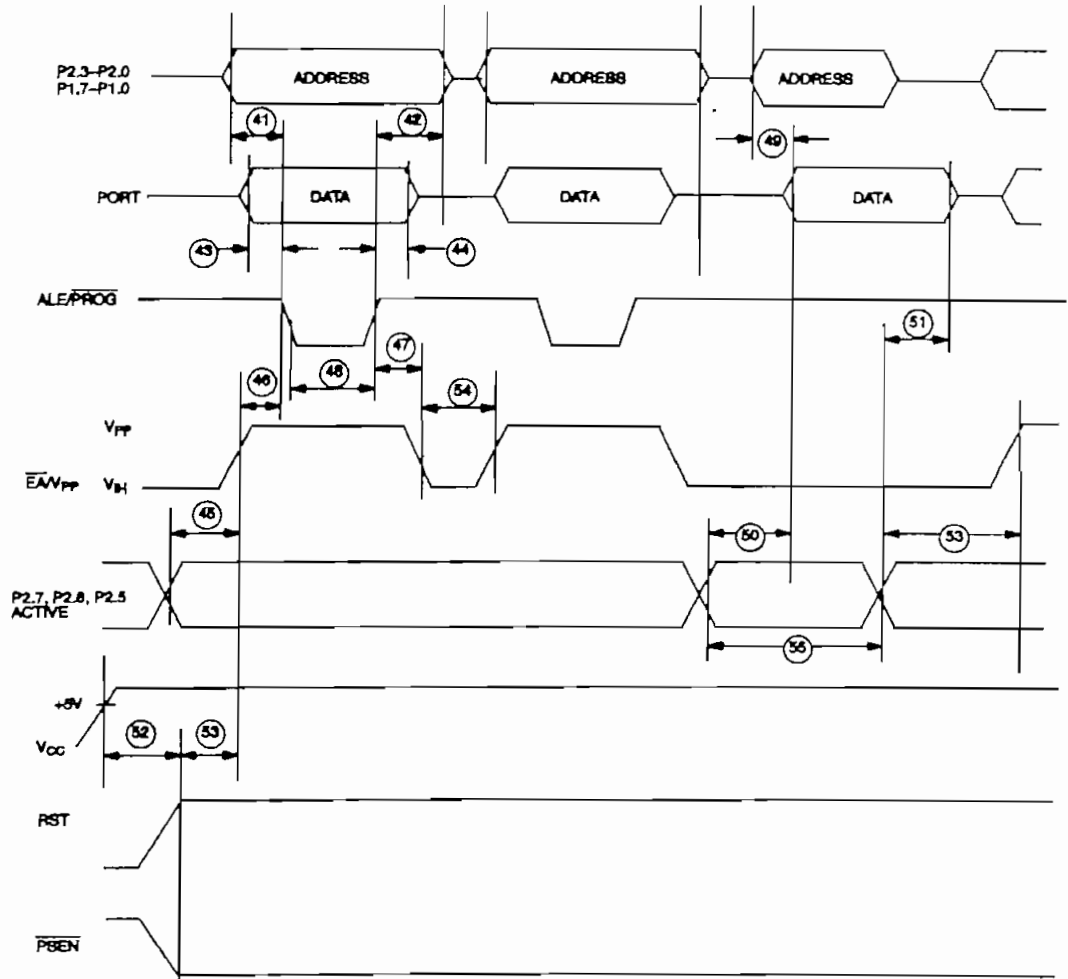 P2.3–P2.0
P1.7–P1.0
ADDRESS
ADDRESS
ADDRESS
41
42
49
PORT
DATA
DATA
DATA
43
44
ALE/PROG
51
47
46
48
54
VPP
EA/VPP VIH
45
50
53
P2.7, P2.6, P2.5
ACTIVE
55
+5V
52
53
VCC
RST
PSEN